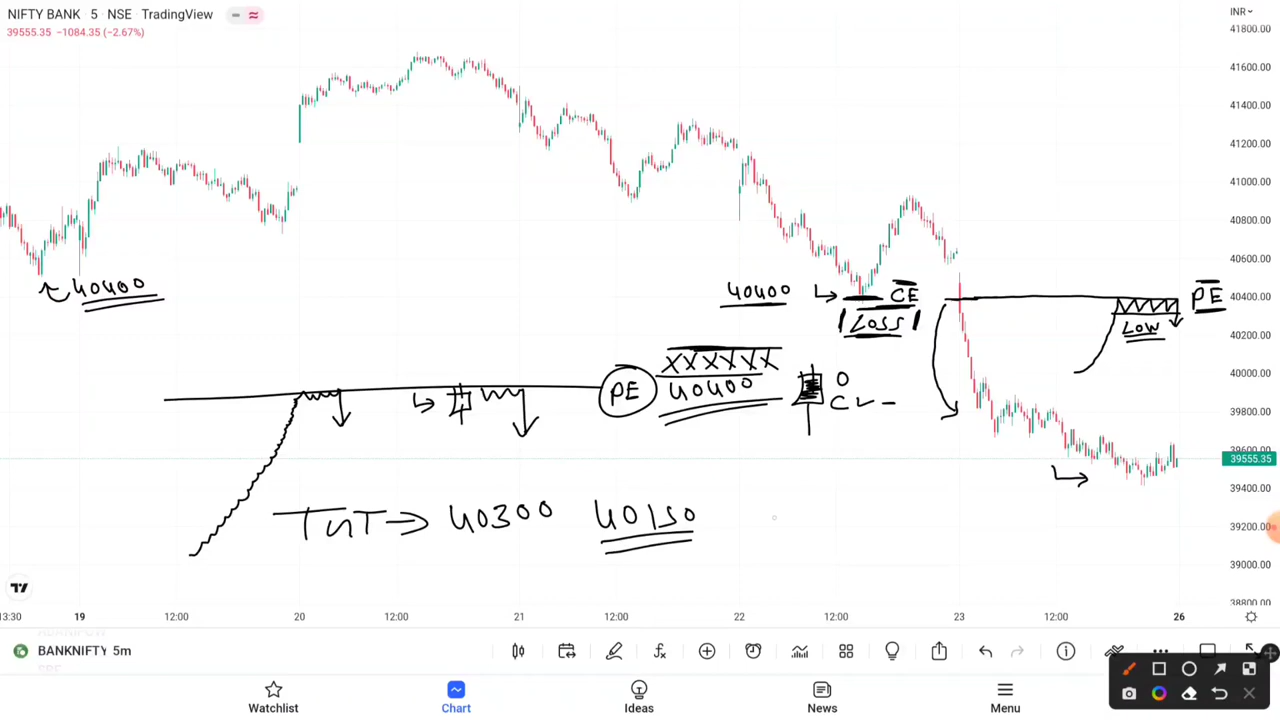 NIFTY BANK • 5 • NSE • TradingView
39555.35 −1084.35 (−2.67%)
INR
41800.00
41600.00
41400.00
41200.00
41000.00
40800.00
40600.00
40400.00
40200.00
40000.00
39800.00
39600.00
39555.35
39400.00
39200.00
39000.00
38800.00
40400
40400
CE
Loss
PE
LOW
PE
XXXXXX
40400
O
TnT → 40300 40150
13:30 19 12:00 20 12:00 21 12:00 22 12:00 23 12:00 26
BANKNIFTY 5m
Watchlist Chart Ideas News Menu